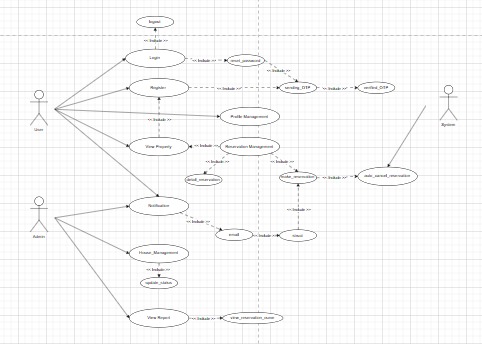 logout
<< Include >>
Login
<< Include >>
reset_password
<< Include >>
Register
<< Include >>
sending_OTP
<< Include >>
verified_OTP
User
<< Include >>
Profile Management
System
View Property
<< Include >>
Reservation Management
<< Include >>
<< Include >>
detail_reservation
make_reservation
<< Include >>
auto_cancel_reservation
Notification
<< Include >>
<< Include >>
Admin
email
<< Include >>
House_Management
<< Include >>
update_status
View Report
<< Include >>